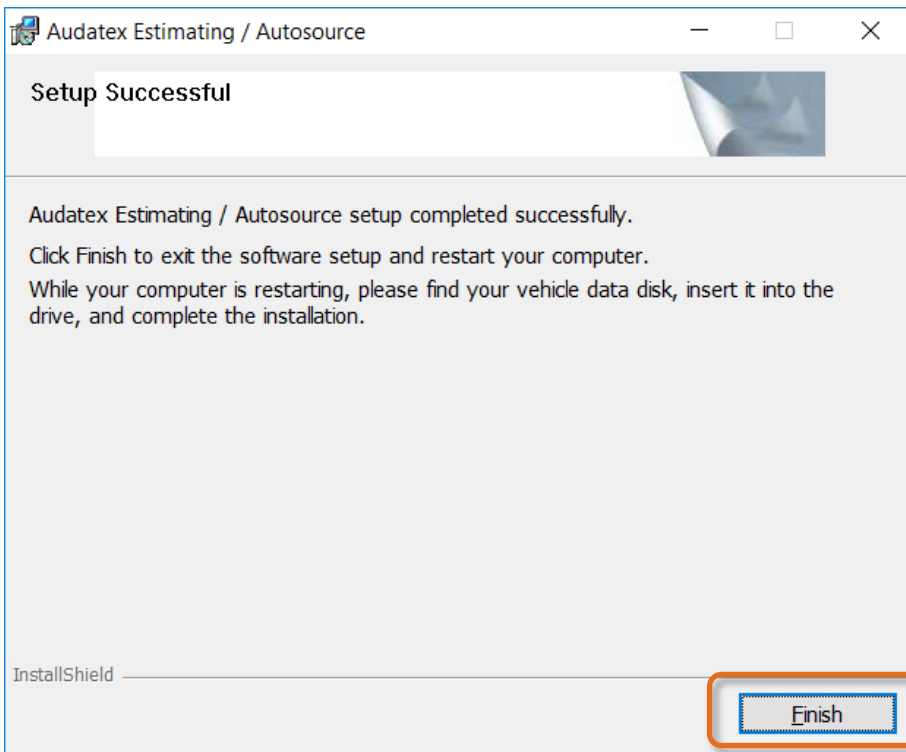 Audatex Estimating / Autosource
Setup Successful
Audatex Estimating / Autosource setup completed successfully.
Click Finish to exit the software setup and restart your computer.
While your computer is restarting, please find your vehicle data disk, insert it into the
drive, and complete the installation.
InstallShield
Finish